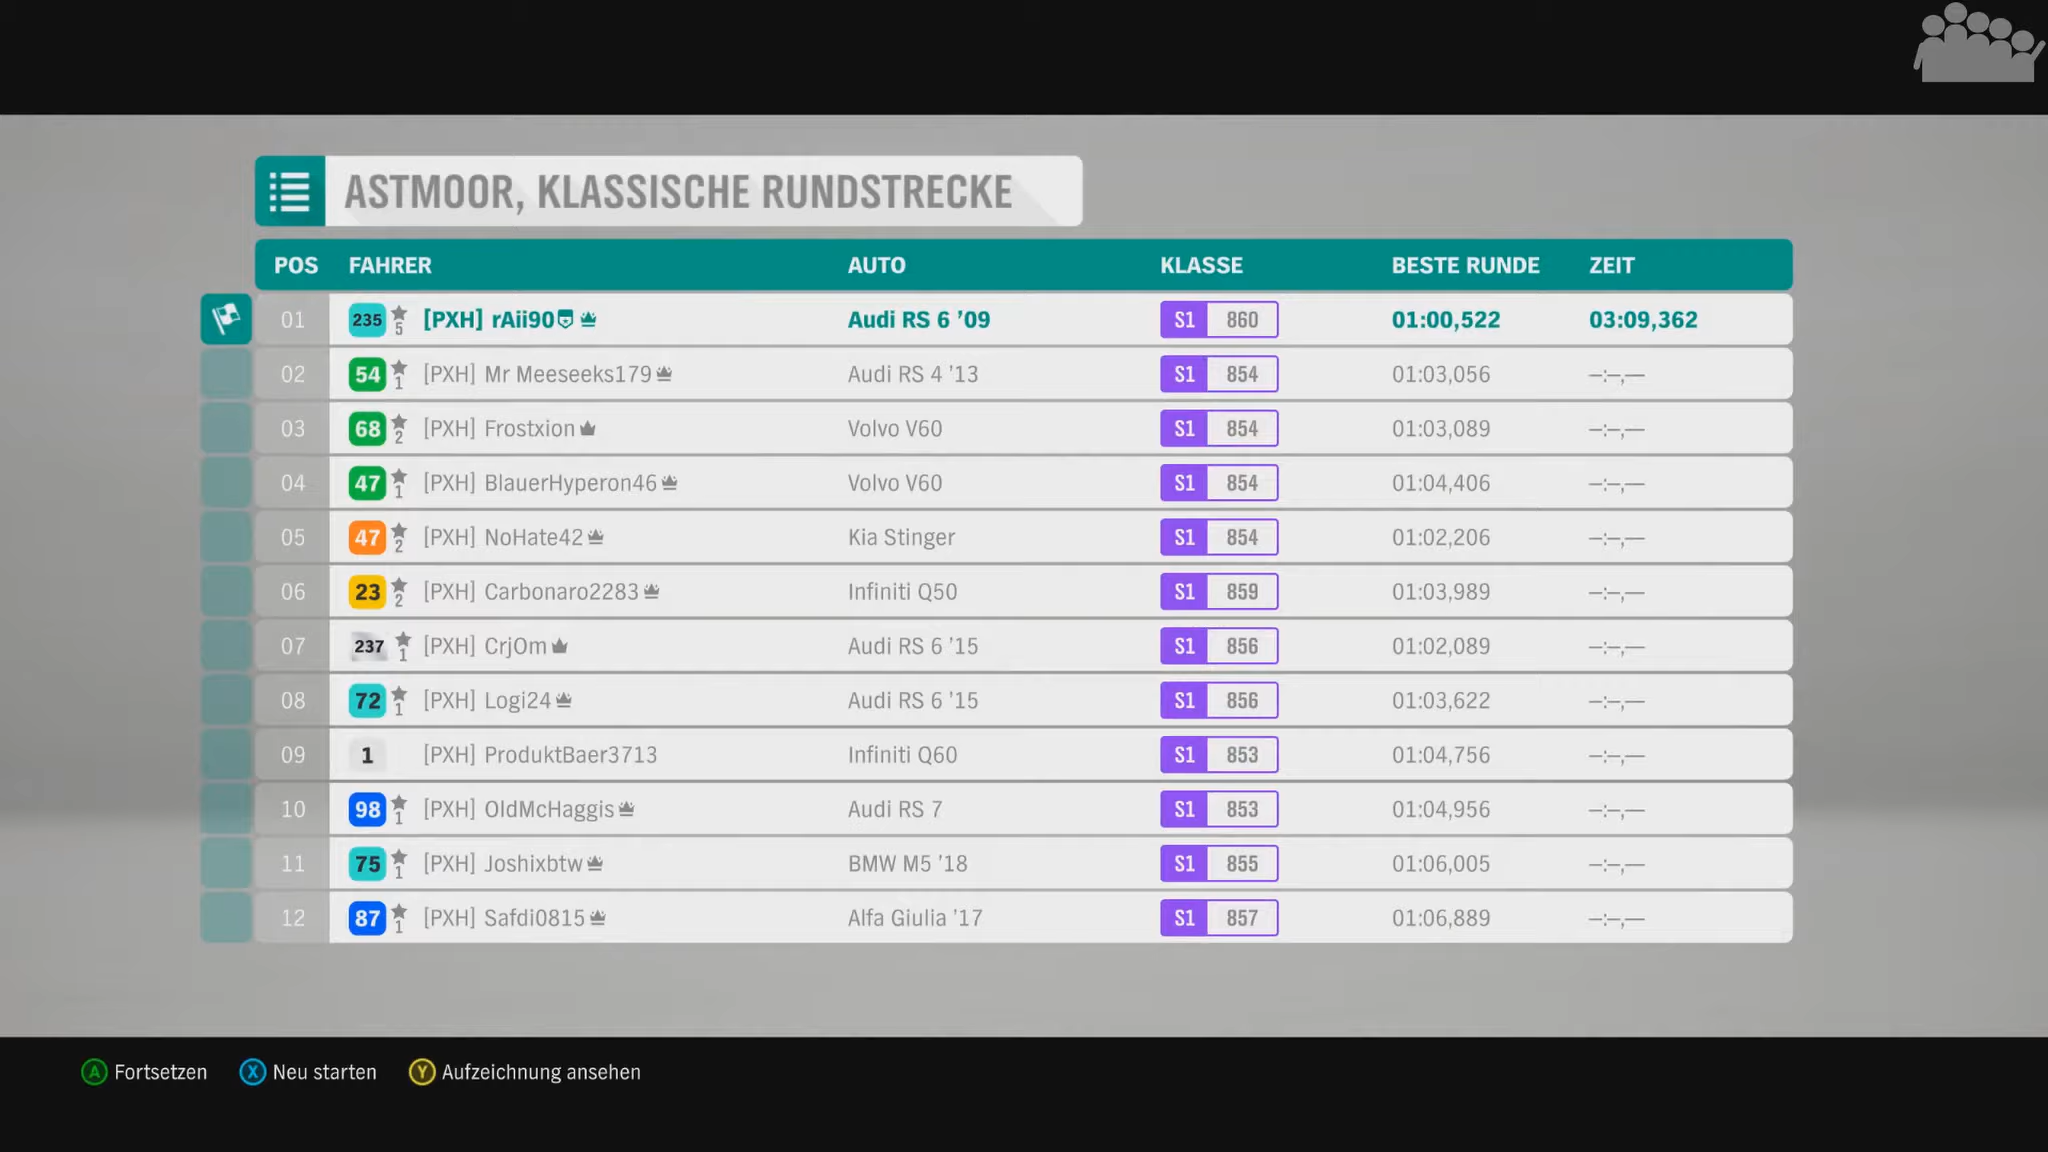 ASTMOOR, KLASSISCHE RUNDSTRECKE
POS FAHRER AUTO KLASSE BESTE RUNDE ZEIT
01 235 5 [PXH] rAii90 Audi RS 6 ’09 S1 860 01:00,522 03:09,362
02 54 1 [PXH] Mr Meeseeks179 Audi RS 4 ’13 S1 854 01:03,056 –:–,–
03 68 2 [PXH] Frostxion Volvo V60 S1 854 01:03,089 –:–,–
04 47 1 [PXH] BlauerHyperon46 Volvo V60 S1 854 01:04,406 –:–,–
05 47 2 [PXH] NoHate42 Kia Stinger S1 854 01:02,206 –:–,–
06 23 2 [PXH] Carbonaro2283 Infiniti Q50 S1 859 01:03,989 –:–,–
07 237 1 [PXH] CrjOm Audi RS 6 ’15 S1 856 01:02,089 –:–,–
08 72 1 [PXH] Logi24 Audi RS 6 ’15 S1 856 01:03,622 –:–,–
09 1 [PXH] ProduktBaer3713 Infiniti Q60 S1 853 01:04,756 –:–,–
10 98 1 [PXH] OldMcHaggis Audi RS 7 S1 853 01:04,956 –:–,–
11 75 1 [PXH] Joshixbtw BMW M5 ’18 S1 855 01:06,005 –:–,–
12 87 1 [PXH] Safdi0815 Alfa Giulia ’17 S1 857 01:06,889 –:–,–
A Fortsetzen X Neu starten Y Aufzeichnung ansehen